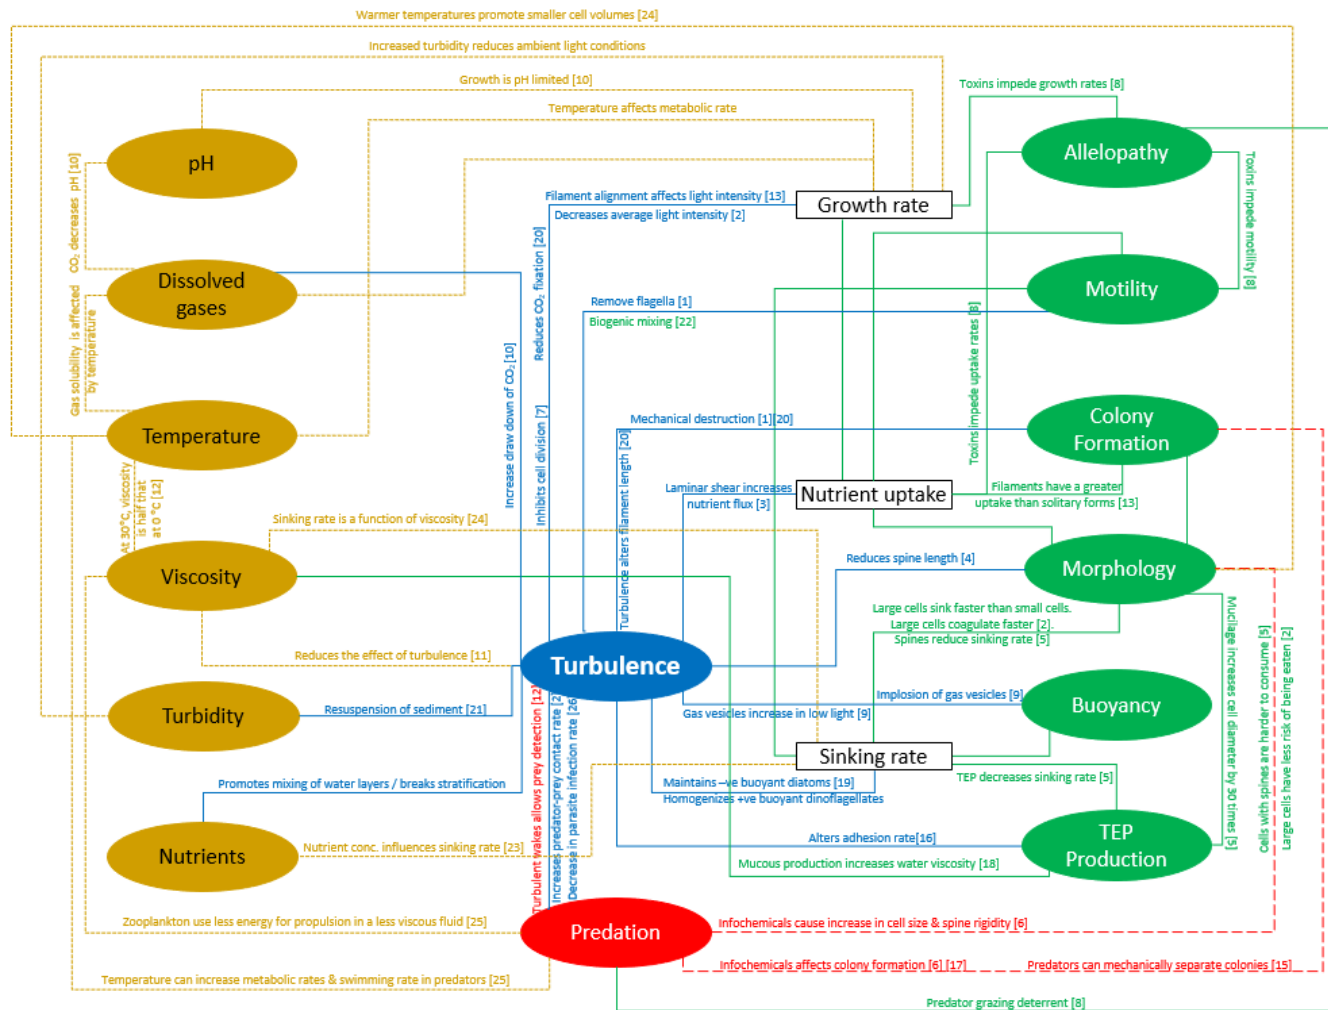 Warmer temperatures promote smaller cell volumes [24]
Increased turbidity reduces ambient light conditions
Growth is pH limited [10]
Toxins impede growth rates [8]
Temperature affects metabolic rate
pH
Allelopathy
CO₂ decreases pH [10]
Toxins impede motility [8]
Filament alignment affects light intensity [13]
Growth rate
Decreases average light intensity [2]
Reduces CO₂ fixation [20]
Dissolved
gases
Motility
Remove flagella [1]
Biogenic mixing [22]
Gas solubility is affected
by temperature
Increase draw down of CO₂ [10]
Inhibits cell division [7]
Toxins impede uptake rates [8]
Mechanical destruction [1][20]
Colony
Formation
Temperature
Turbulence alters filament length [20]
Laminar shear increases
nutrient flux [3]
Nutrient uptake
Filaments have a greater
uptake than solitary forms [13]
At 30°C, viscosity
is half that
at 0 °C [12]
Sinking rate is a function of viscosity [24]
Viscosity
Reduces spine length [4]
Morphology
Large cells sink faster than small cells.
Large cells coagulate faster [2].
Spines reduce sinking rate [5]
Mucilage increases cell diameter by 30 times [5]
Cells with spines are harder to consume [5]
Large cells have less risk of being eaten [2]
Reduces the effect of turbulence [11]
Turbulence
Implosion of gas vesicles [9]
Buoyancy
Turbidity
Resuspension of sediment [21]
Gas vesicles increase in low light [9]
Sinking rate
Promotes mixing of water layers / breaks stratification
Maintains –ve buoyant diatoms [19]
Homogenizes +ve buoyant dinoflagellates
TEP decreases sinking rate [5]
Turbulent wakes allows prey detection [12]
Increases predator-prey contact rate [2]
Decrease in parasite infection rate [26]
Alters adhesion rate[16]
TEP
Production
Nutrients
Nutrient conc. influences sinking rate [23]
Mucous production increases water viscosity [18]
Zooplankton use less energy for propulsion in a less viscous fluid [25]
Predation
Infochemicals cause increase in cell size & spine rigidity [6]
Infochemicals affects colony formation [6] [17]
Predators can mechanically separate colonies [15]
Temperature can increase metabolic rates & swimming rate in predators [25]
Predator grazing deterrent [8]